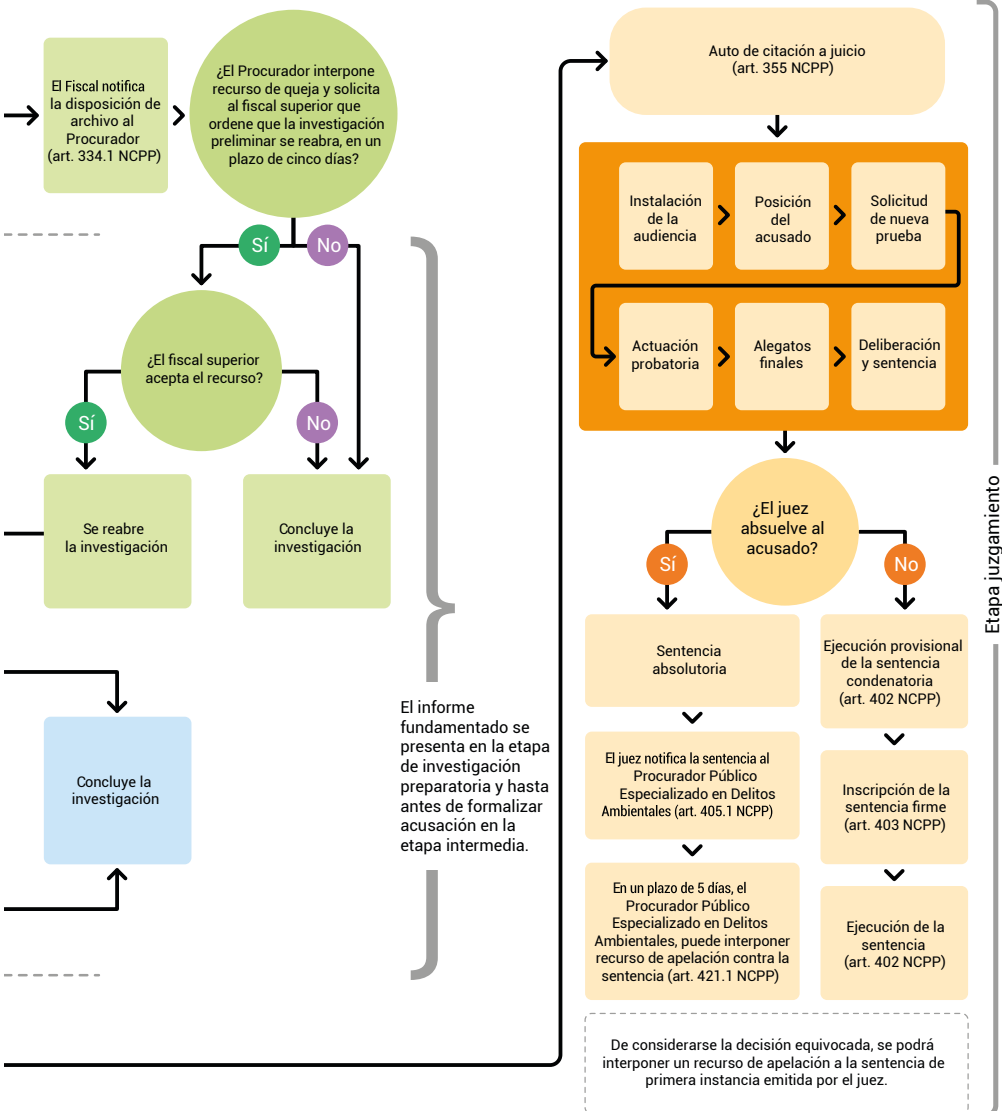 El Fiscal notifica
la disposición de
archivo al
Procurador
(art. 334.1 NCPP)
¿El Procurador interpone
recurso de queja y solicita
al fiscal superior que
ordene que la investigación
preliminar se reabra, en un
plazo de cinco días?
Sí
No
¿El fiscal superior
acepta el recurso?
Sí
No
Se reabre
la investigación
Concluye la
investigación
Concluye la
investigación
El informe
fundamentado se
presenta en la etapa
de investigación
preparatoria y hasta
antes de formalizar
acusación en la
etapa intermedia.
Auto de citación a juicio
(art. 355 NCPP)
Instalación
de la
audiencia
Posición
del
acusado
Solicitud
de nueva
prueba
Actuación
probatoria
Alegatos
finales
Deliberación
y sentencia
¿El juez
absuelve al
acusado?
Sí
No
Sentencia
absolutoria
El juez notifica la sentencia al
Procurador Público
Especializado en Delitos
Ambientales (art. 405.1 NCPP)
En un plazo de 5 días, el
Procurador Público
Especializado en Delitos
Ambientales, puede interponer
recurso de apelación contra la
sentencia (art. 421.1 NCPP)
Ejecución provisional
de la sentencia
condenatoria
(art. 402 NCPP)
Inscripción de la
sentencia firme
(art. 403 NCPP)
Ejecución de la
sentencia
(art. 402 NCPP)
De considerarse la decisión equivocada, se podrá
interponer un recurso de apelación a la sentencia de
primera instancia emitida por el juez.
Etapa juzgamiento